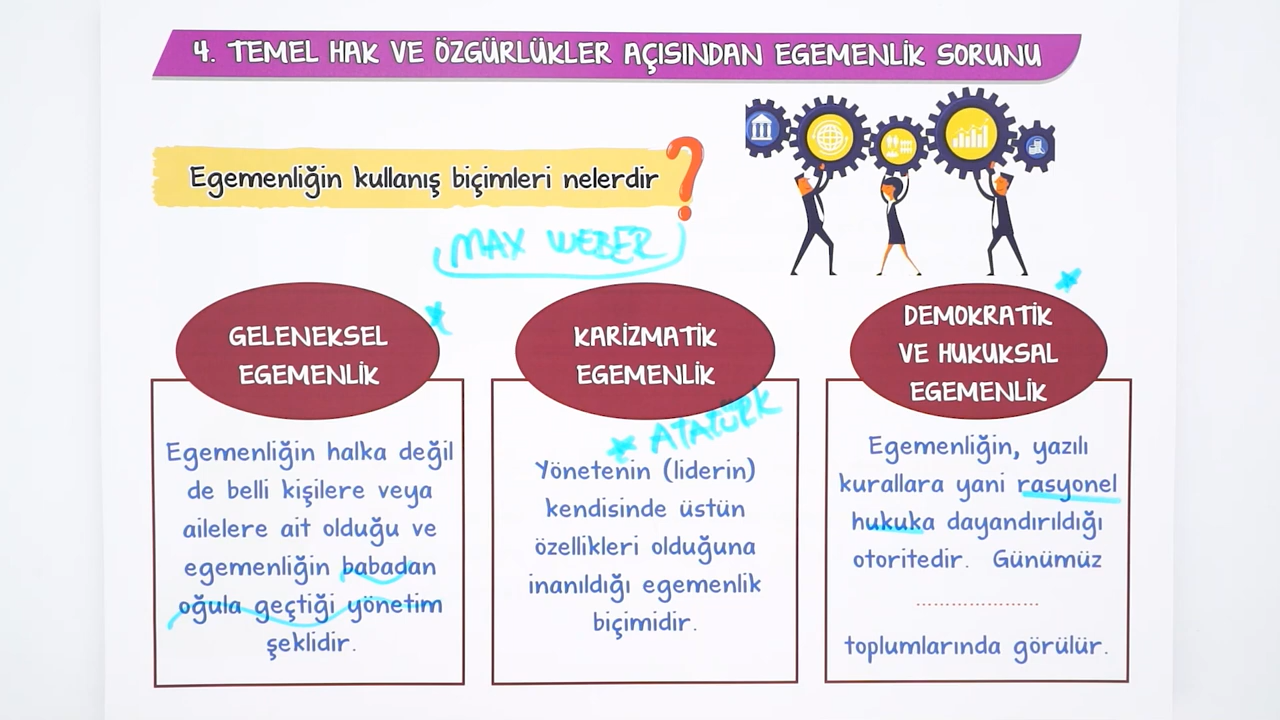 4. TEMEL HAK VE ÖZGÜRLÜKLER AÇISINDAN EGEMENLİK SORUNU
Egemenliğin kullanış biçimleri nelerdir ?
MAX WEBER
GELENEKSEL
EGEMENLİK
Egemenliğin halka değil
de belli kişilere veya
ailelere ait olduğu ve
egemenliğin babadan
oğula geçtiği yönetim
şeklidir.
KARİZMATİK
EGEMENLİK
ATATÜRK
Yönetenin (liderin)
kendisinde üstün
özellikleri olduğuna
inanıldığı egemenlik
biçimidir.
DEMOKRATİK
VE HUKUKSAL
EGEMENLİK
Egemenliğin, yazılı
kurallara yani rasyonel
hukuka dayandırıldığı
otoritedir. Günümüz
.....................
toplumlarında görülür.